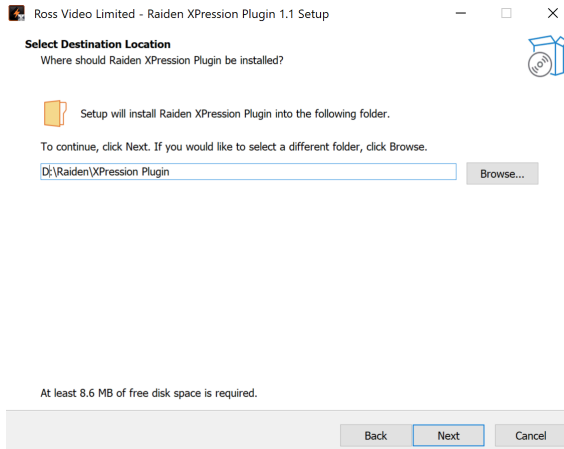 Ross Video Limited - Raiden XPression Plugin 1.1 Setup
Select Destination Location
Where should Raiden XPression Plugin be installed?
Setup will install Raiden XPression Plugin into the following folder.
To continue, click Next. If you would like to select a different folder, click Browse.
D:\Raiden\XPression Plugin
Browse...
At least 8.6 MB of free disk space is required.
Back Next Cancel